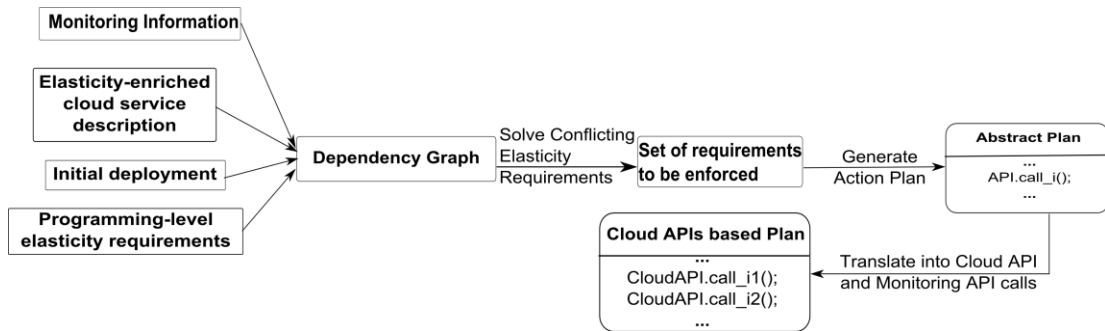 Monitoring Information
Elasticity-enriched
cloud service
description
Initial deployment
Programming-level
elasticity requirements
Dependency Graph
Solve Conflicting
Elasticity
Requirements
Set of requirements
to be enforced
Generate
Action Plan
Abstract Plan
...
API.call_i();
...
Translate into Cloud API
and Monitoring API calls
Cloud APIs based Plan
...
CloudAPI.call_i1();
CloudAPI.call_i2();
...